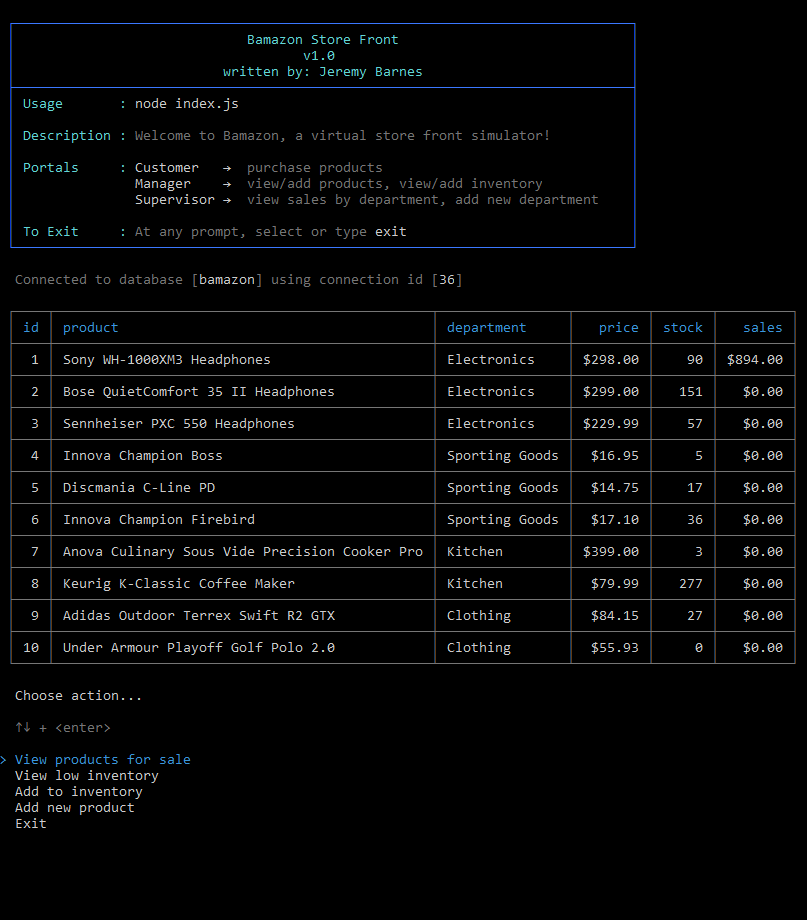 Bamazon Store Front
v1.0
written by: Jeremy Barnes
Usage : node index.js
Description : Welcome to Bamazon, a virtual store front simulator!
Portals : Customer → purchase products
Manager → view/add products, view/add inventory
Supervisor → view sales by department, add new department
To Exit : At any prompt, select or type exit
Connected to database [bamazon] using connection id [36]
id product department price stock sales
1 Sony WH-1000XM3 Headphones Electronics $298.00 90 $894.00
2 Bose QuietComfort 35 II Headphones Electronics $299.00 151 $0.00
3 Sennheiser PXC 550 Headphones Electronics $229.99 57 $0.00
4 Innova Champion Boss Sporting Goods $16.95 5 $0.00
5 Discmania C-Line PD Sporting Goods $14.75 17 $0.00
6 Innova Champion Firebird Sporting Goods $17.10 36 $0.00
7 Anova Culinary Sous Vide Precision Cooker Pro Kitchen $399.00 3 $0.00
8 Keurig K-Classic Coffee Maker Kitchen $79.99 277 $0.00
9 Adidas Outdoor Terrex Swift R2 GTX Clothing $84.15 27 $0.00
10 Under Armour Playoff Golf Polo 2.0 Clothing $55.93 0 $0.00
Choose action...
↑↓ + <enter>
> View products for sale
View low inventory
Add to inventory
Add new product
Exit